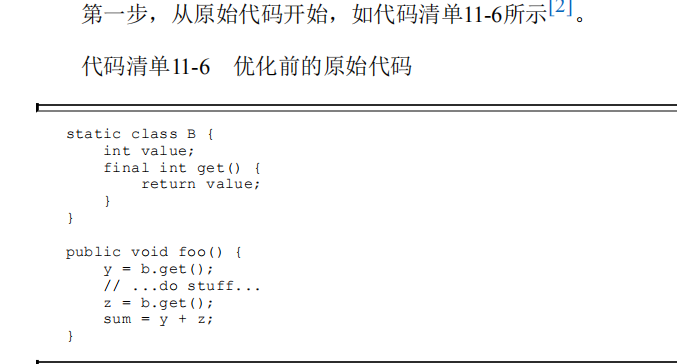 第一步，从原始代码开始，如代码清单11-6所示[2]。
代码清单11-6 优化前的原始代码
static class B {
    int value;
    final int get() {
        return value;
    }
}
public void foo() {
    y = b.get();
    // ...do stuff...
    z = b.get();
    sum = y + z;
}